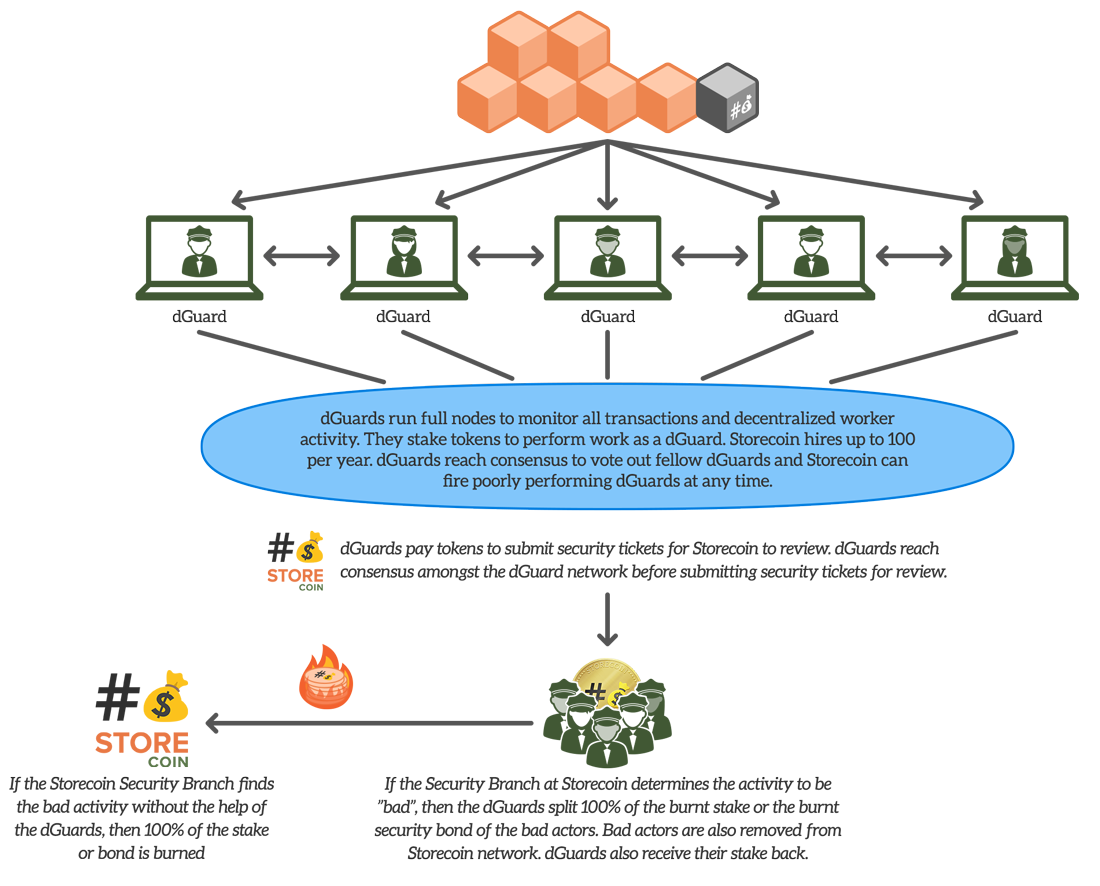 #
dGuard
dGuard
dGuard
dGuard
dGuard
dGuards run full nodes to monitor all transactions and decentralized worker
activity. They stake tokens to perform work as a dGuard. Storecoin hires up to 100
per year. dGuards reach consensus to vote out fellow dGuards and Storecoin can
fire poorly performing dGuards at any time.
#$
STORE
COIN
dGuards pay tokens to submit security tickets for Storecoin to review. dGuards reach
consensus amongst the dGuard network before submitting security tickets for review.
#
#$
STORE
COIN
If the Storecoin Security Branch finds
the bad activity without the help of
the dGuards, then 100% of the stake
or bond is burned
If the Security Branch at Storecoin determines the activity to be
”bad”, then the dGuards split 100% of the burnt stake or the burnt
security bond of the bad actors. Bad actors are also removed from
Storecoin network. dGuards also receive their stake back.